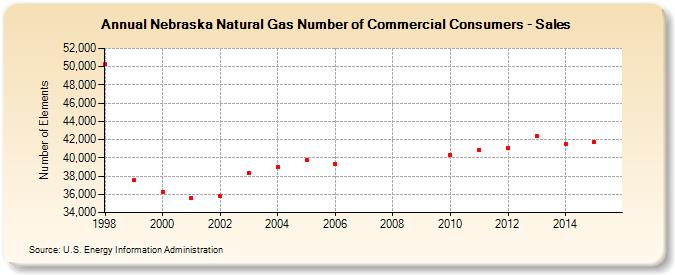 Annual Nebraska Natural Gas Number of Commercial Consumers - Sales
Number of Elements
52,000
50,000
48,000
46,000
44,000
42,000
40,000
38,000
36,000
34,000
1998 2000 2002 2004 2006 2008 2010 2012 2014
Source: U.S. Energy Information Administration